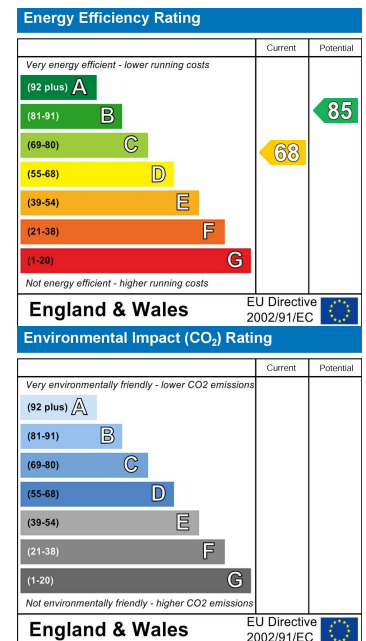 Energy Efficiency Rating
Current Potential
Very energy efficient - lower running costs
(92 plus) A
(81-91) B
85
(69-80) C
68
(55-68) D
(39-54) E
(21-38) F
(1-20) G
Not energy efficient - higher running costs
England & Wales
EU Directive
2002/91/EC
Environmental Impact (CO₂) Rating
Current Potential
Very environmentally friendly - lower CO2 emissions
(92 plus) A
(81-91) B
(69-80) C
(55-68) D
(39-54) E
(21-38) F
(1-20) G
Not environmentally friendly - higher CO2 emissions
England & Wales
EU Directive
2002/91/EC